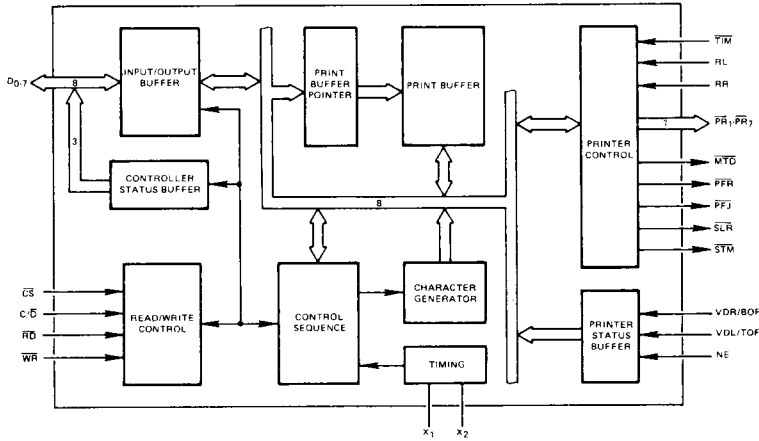 D0-7
8
INPUT/OUTPUT
BUFFER
3
CONTROLLER
STATUS BUFFER
PRINT
BUFFER
POINTER
PRINT BUFFER
8
PRINTER
CONTROL
TIM
RL
RR
7
PR1-PR7
MTD
PFR
PFJ
SLR
STM
CS
C/D
RD
WR
READ/WRITE
CONTROL
CONTROL
SEQUENCE
CHARACTER
GENERATOR
TIMING
X1
X2
PRINTER
STATUS
BUFFER
VDR/BOF
VDL/TOF
NE